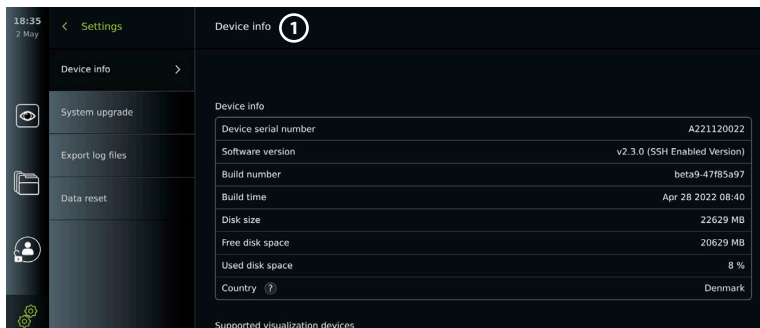 18:35
2 May
Settings
Device info
1
Device info
System upgrade
Export log files
Data reset
Device info
Device serial number A221120022
Software version v2.3.0 (SSH Enabled Version)
Build number beta9-47f85a97
Build time Apr 28 2022 08:40
Disk size 22629 MB
Free disk space 20629 MB
Used disk space 8 %
Country ? Denmark
Supported visualization devices